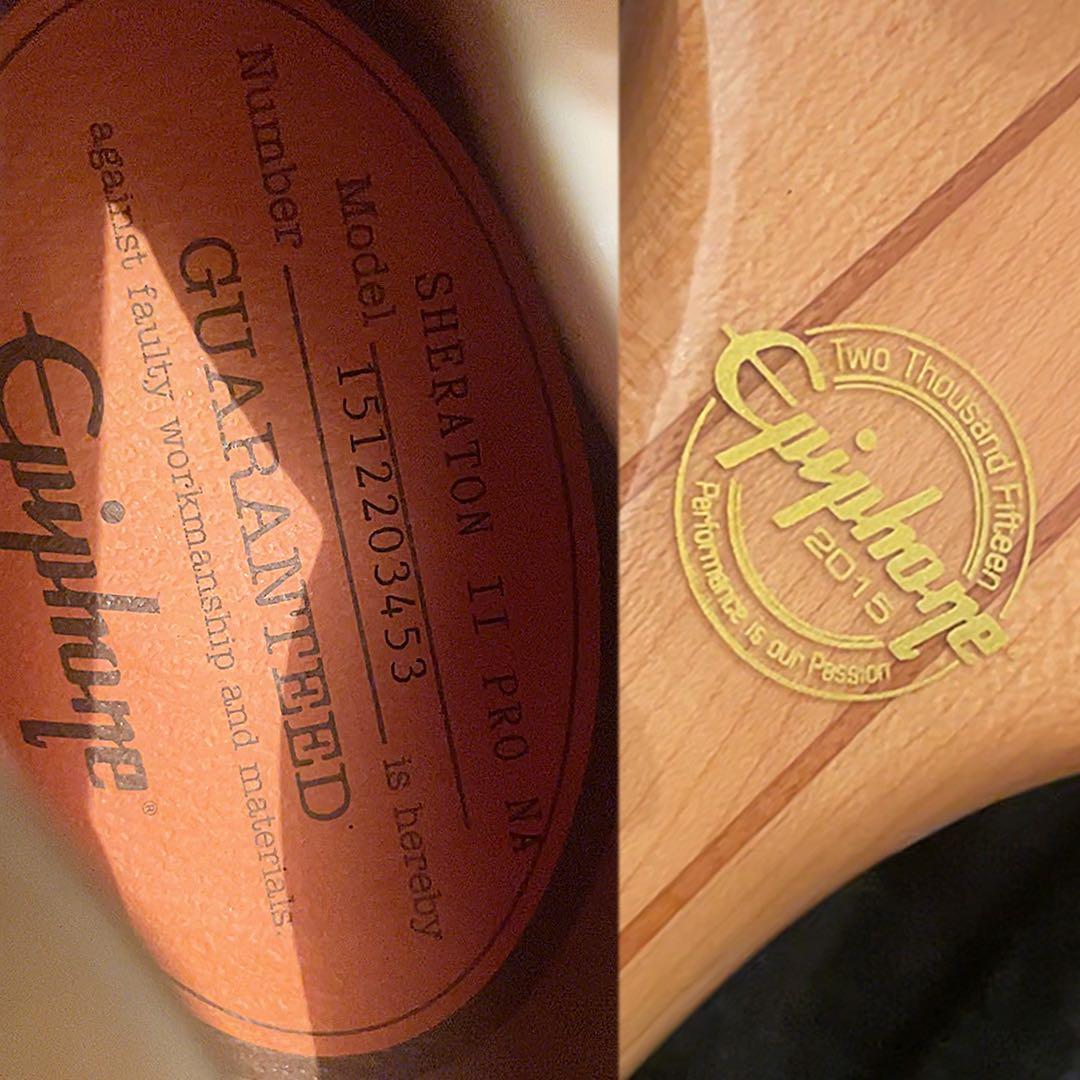 SHERATON II PRO NA
Model 1512203453
Number is hereby
GUARANTEED
against faulty workmanship and materials.
Epiphone®
Two Thousand Fifteen
Epiphone
2015
Performance is our Passion